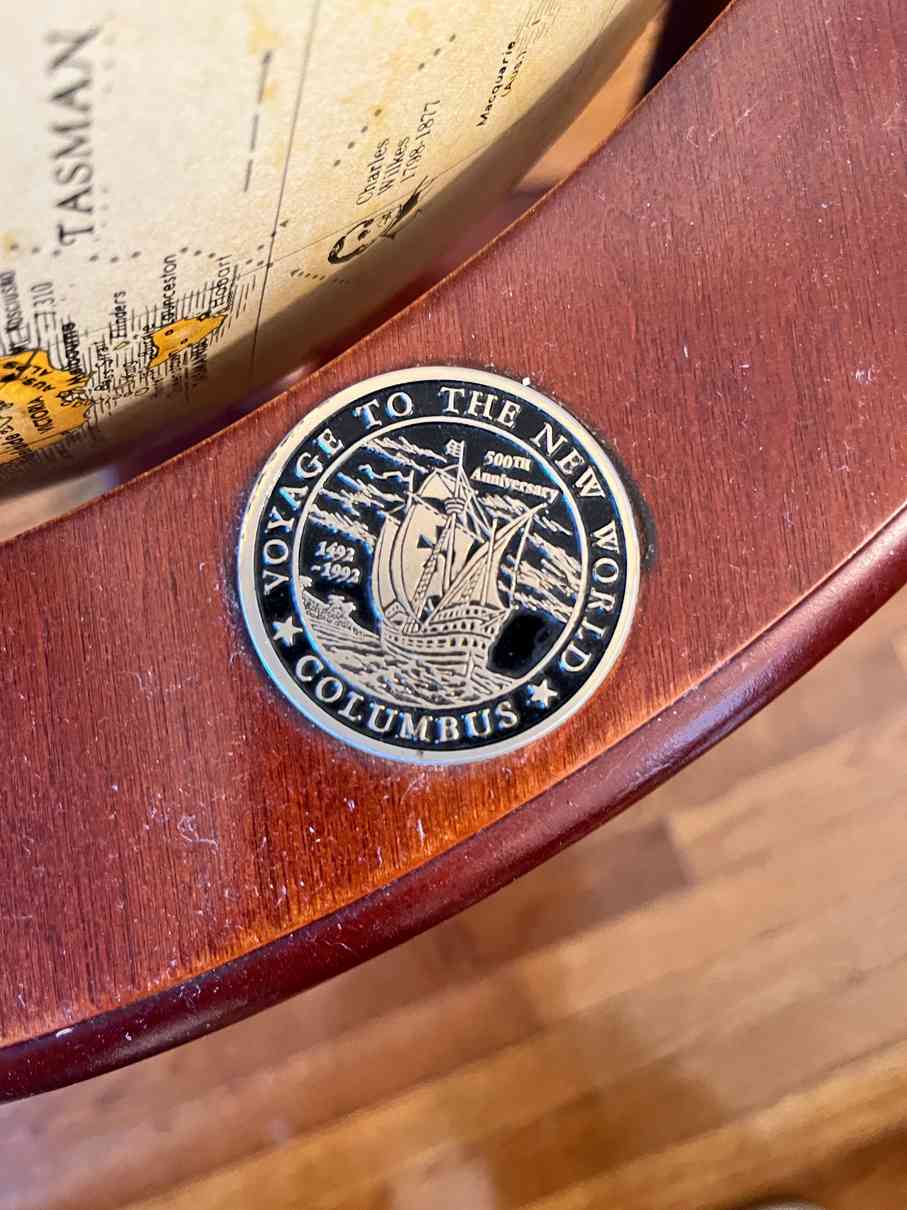 TASMAN
Macquarie
(Aus.)
Charles
Wilkes
1798-1877
Hobart
Flinders
VICTORIA
VOYAGE TO THE NEW WORLD
500TH
Anniversary
1492
-1992
COLUMBUS